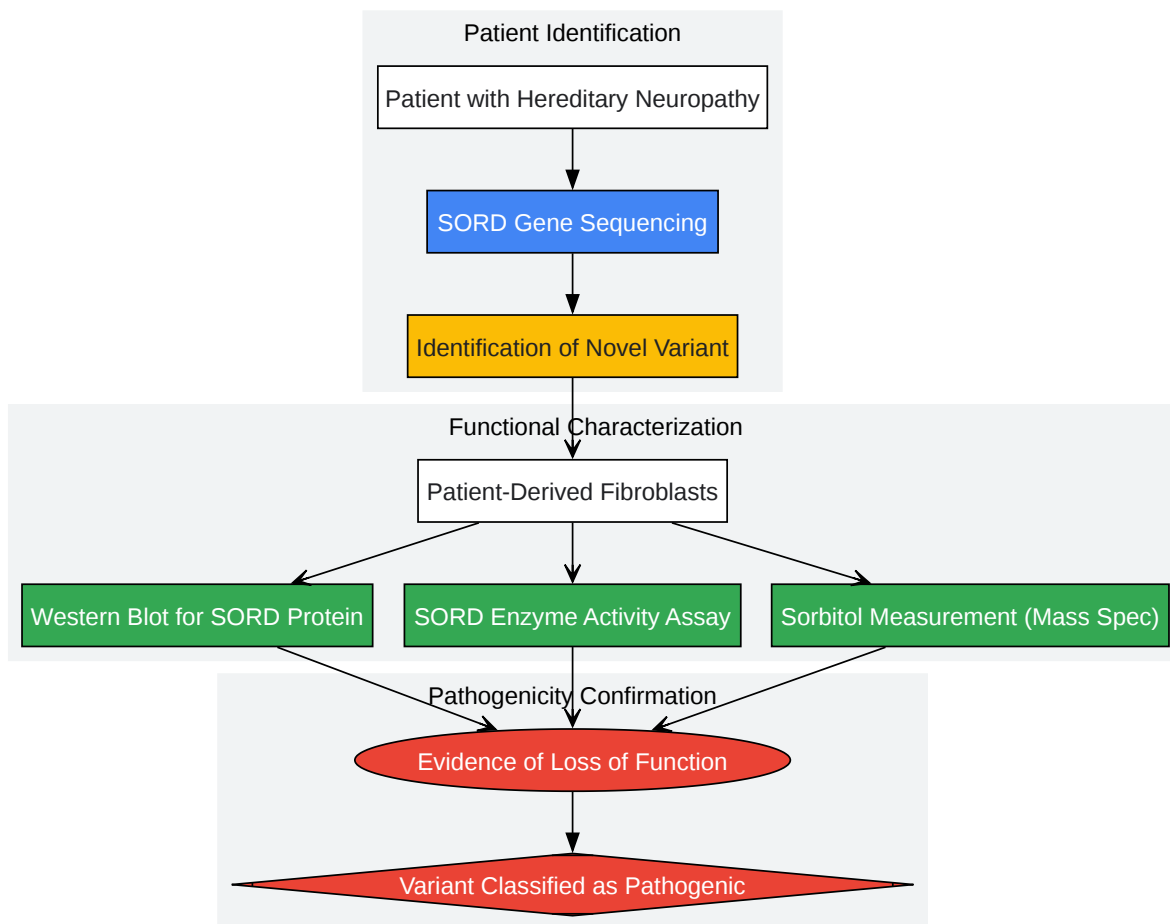 Patient Identification
Patient with Hereditary Neuropathy
SORD Gene Sequencing
Identification of Novel Variant
Functional Characterization
Patient-Derived Fibroblasts
Western Blot for SORD Protein
SORD Enzyme Activity Assay
Sorbitol Measurement (Mass Spec)
Pathogenicity Confirmation
Evidence of Loss of Function
Variant Classified as Pathogenic